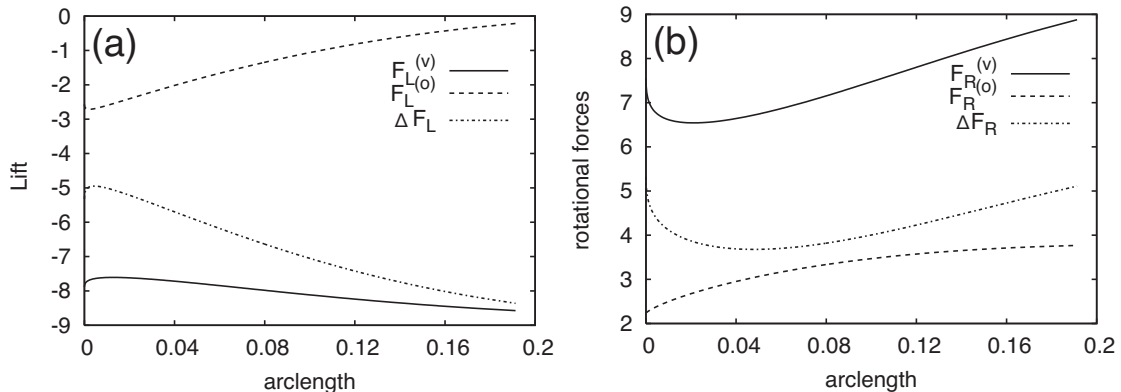 (a)
0
-1
-2
-3
-4
-5
-6
-7
-8
-9
0
0.04
0.08
0.12
0.16
0.2
Lift
arclength
F_L^(v)
F_L^(o)
Δ F_L
(b)
9
8
7
6
5
4
3
2
0
0.04
0.08
0.12
0.16
0.2
rotational forces
arclength
F_R^(v)
F_R^(o)
ΔF_R